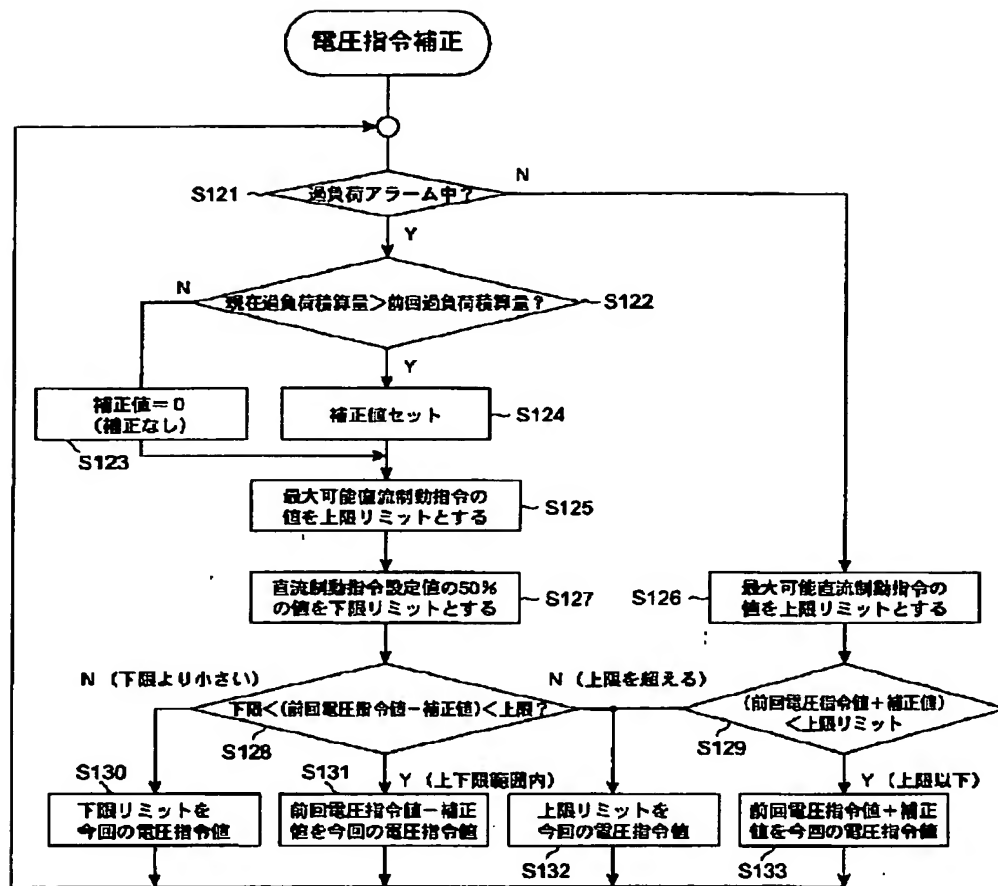 電圧指令補正
N
S121
過負荷アラーム中?
Y
N
現在過負荷積算量>前回過負荷積算量?
S122
Y
補正値=0
(補正なし)
S123
補正値セット
S124
最大可能直流制動指令の
値を上限リミットとする
S125
直流制動指令設定値の50%
の値を下限リミットとする
S127
S126
最大可能直流制動指令の
値を上限リミットとする
N (下限より小さい)
下限<(前回電圧指令値-補正値)<上限?
S128
N (上限を超える)
(前回電圧指令値+補正値)
<上限リミット
S129
S130
下限リミットを
今回の電圧指令値
S131
Y (上下限範囲内)
前回電圧指令値-補正
値を今回の電圧指令値
上限リミットを
今回の電圧指令値
S132
Y (上限以下)
前回電圧指令値+補正
値を今回の電圧指令値
S133